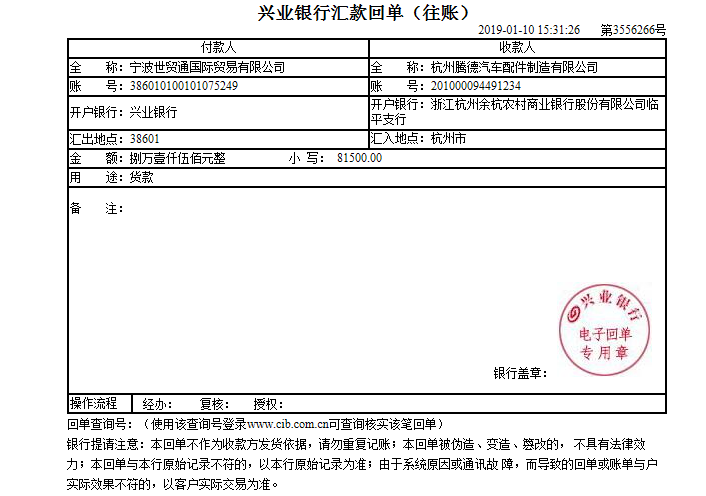 兴业银行汇款回单（往账）
2019-01-10 15:31:26 第3556266号
付款人 收款人
全 称：宁波世贸通国际贸易有限公司 全 称：杭州腾德汽车配件制造有限公司
账 号：386010100101075249 账 号：201000094491234
开户银行：兴业银行 开户银行：浙江杭州余杭农村商业银行股份有限公司临
平支行
汇出地点：38601 汇入地点：杭州市
金 额：捌万壹仟伍佰元整 小 写： 81500.00
用 途：货款
备 注：
兴业银行
电子回单
专用章
银行盖章：
操作流程 经办： 复核： 授权：
回单查询号：（使用该查询号登录www.cib.com.cn可查询核实该笔回单）
银行提请注意：本回单不作为收款方发货依据，请勿重复记账；本回单被伪造、变造、篡改的，不具有法律效
力；本回单与本行原始记录不符的，以本行原始记录为准；由于系统原因或通讯故 障，而导致的回单或账单与户
实际效果不符的，以客户实际交易为准。